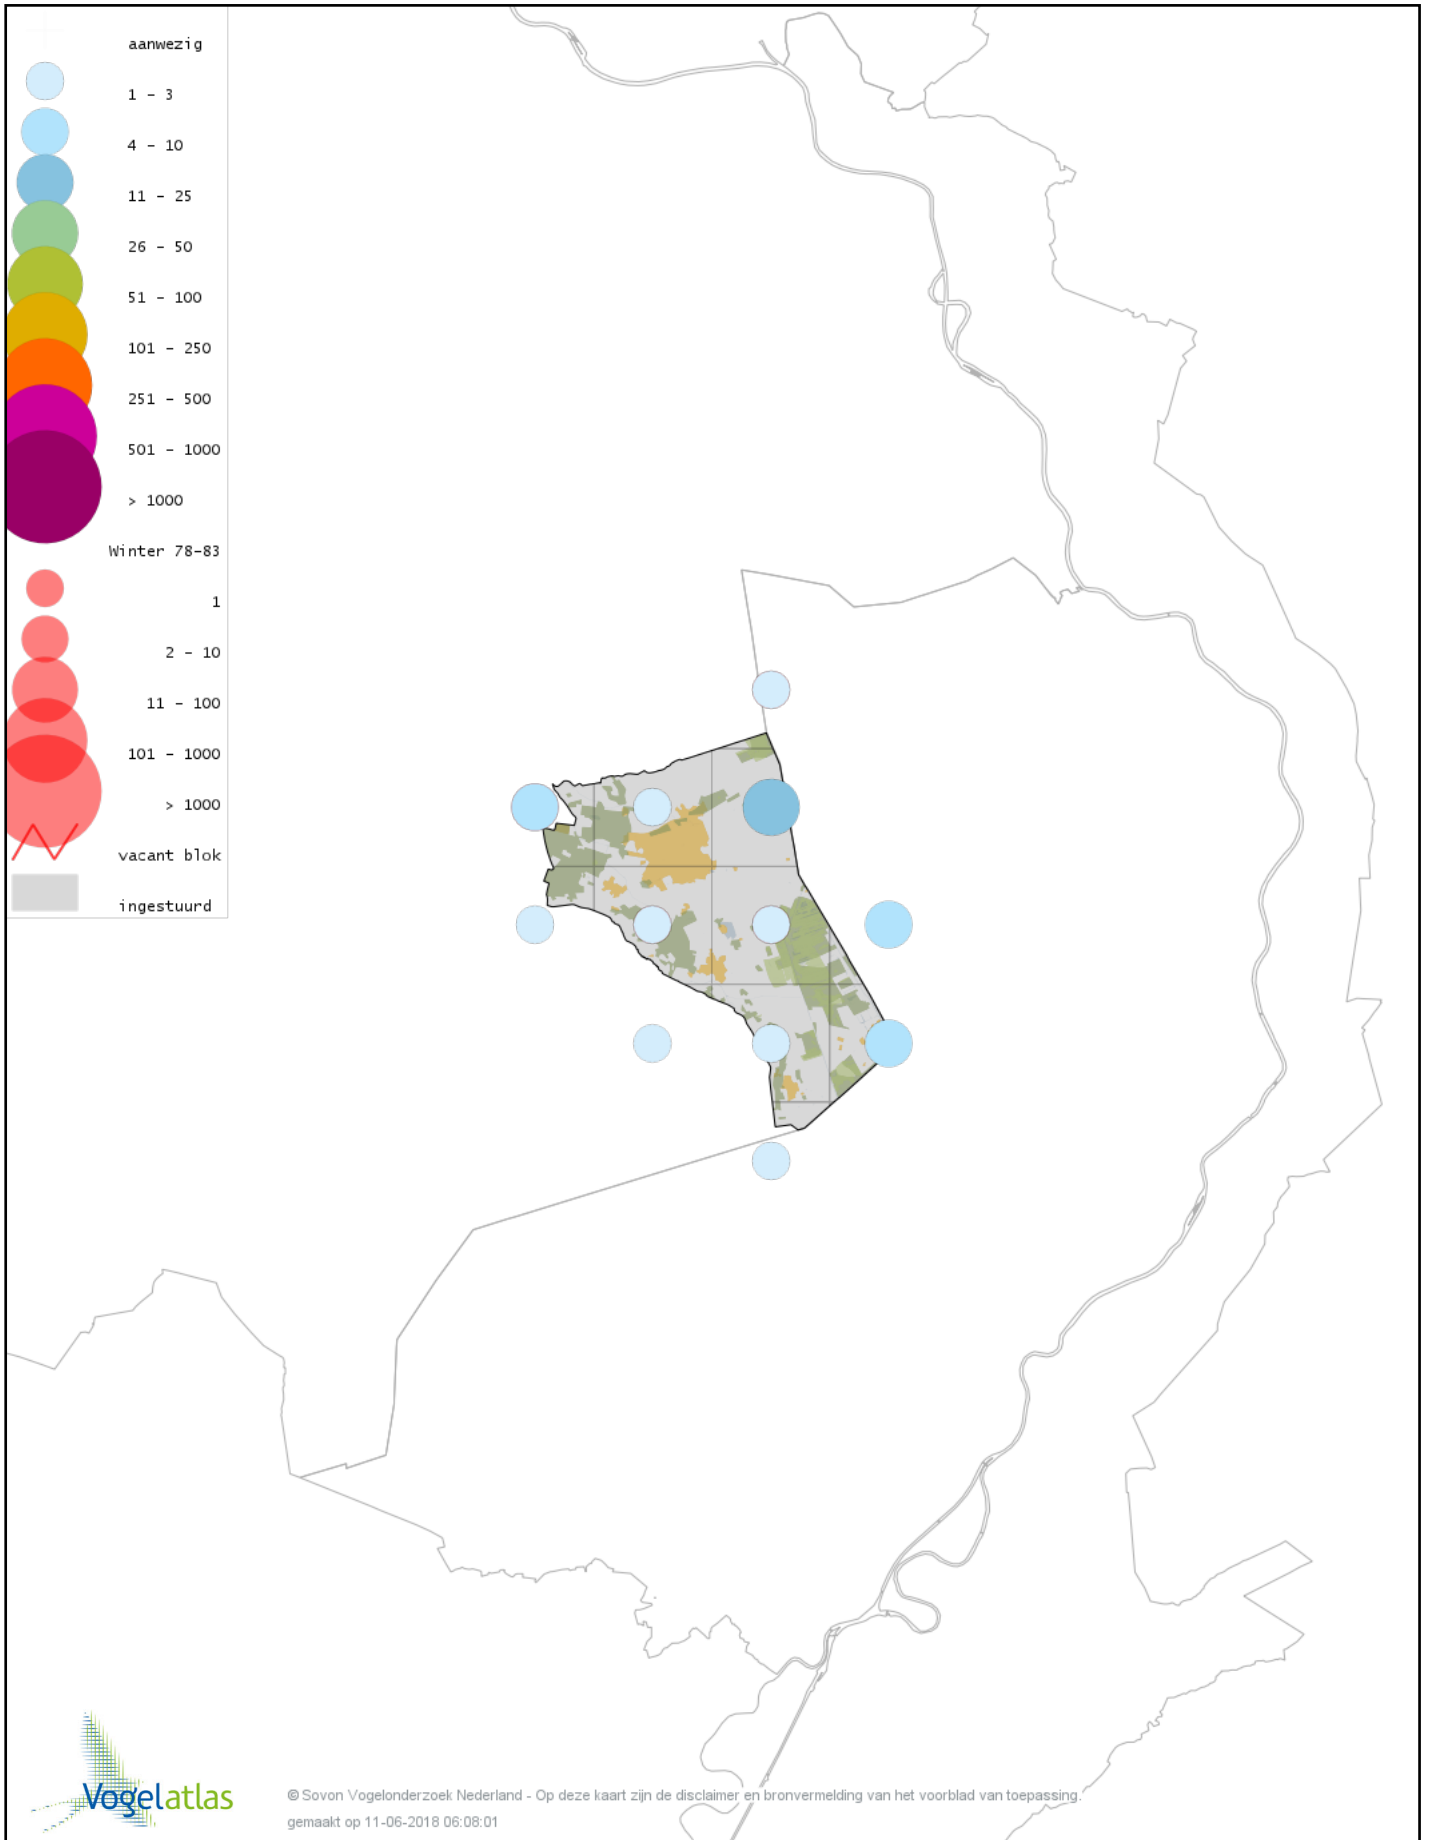 aanwezig
1 - 3
4 - 10
11 - 25
26 - 50
51 - 100
101 - 250
251 - 500
501 - 1000
> 1000
Winter 78-83
1
2 - 10
11 - 100
101 - 1000
> 1000
vacant blok
ingestuurd
Vogelatlas
© Sovon Vogelonderzoek Nederland - Op deze kaart zijn de disclaimer en bronvermelding van het voorblad van toepassing.
gemaakt op 11-06-2018 06:08:01